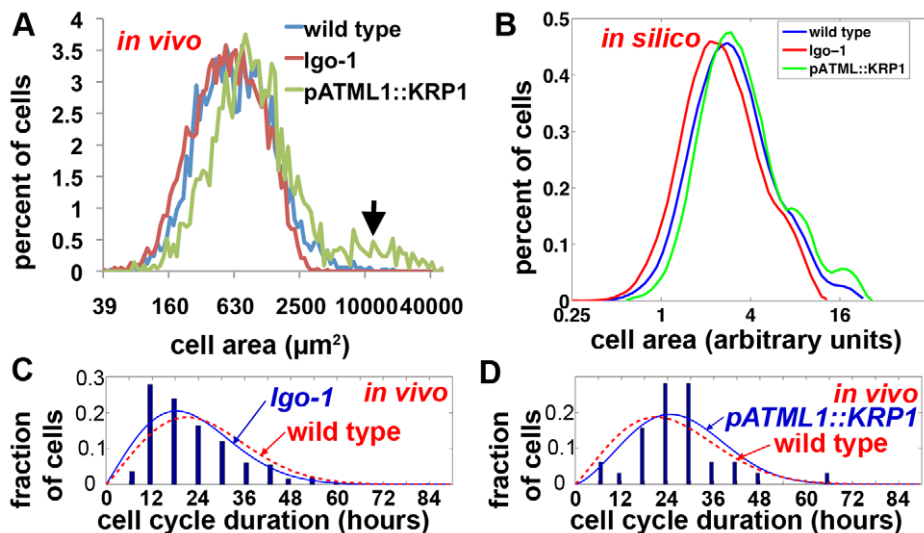 A
in vivo
wild type
lgo-1
pATML1::KRP1
percent of cells
4
3.5
3
2.5
2
1.5
1
0.5
0
39 160 630 2500 10000 40000
cell area (µm²)
B
in silico
wild type
lgo–1
pATML1::KRP1
percent of cells
0.5
0.4
0.3
0.2
0.1
0
0.25 1 4 16
cell area (arbitrary units)
C
in vivo
lgo-1
wild type
fraction
of cells
0.3
0.2
0.1
0
0 12 24 36 48 60 72 84
cell cycle duration (hours)
D
in vivo
pATML1::KRP1
wild type
fraction
of cells
0.2
0.1
0
0 12 24 36 48 60 72 84
cell cycle duration (hours)